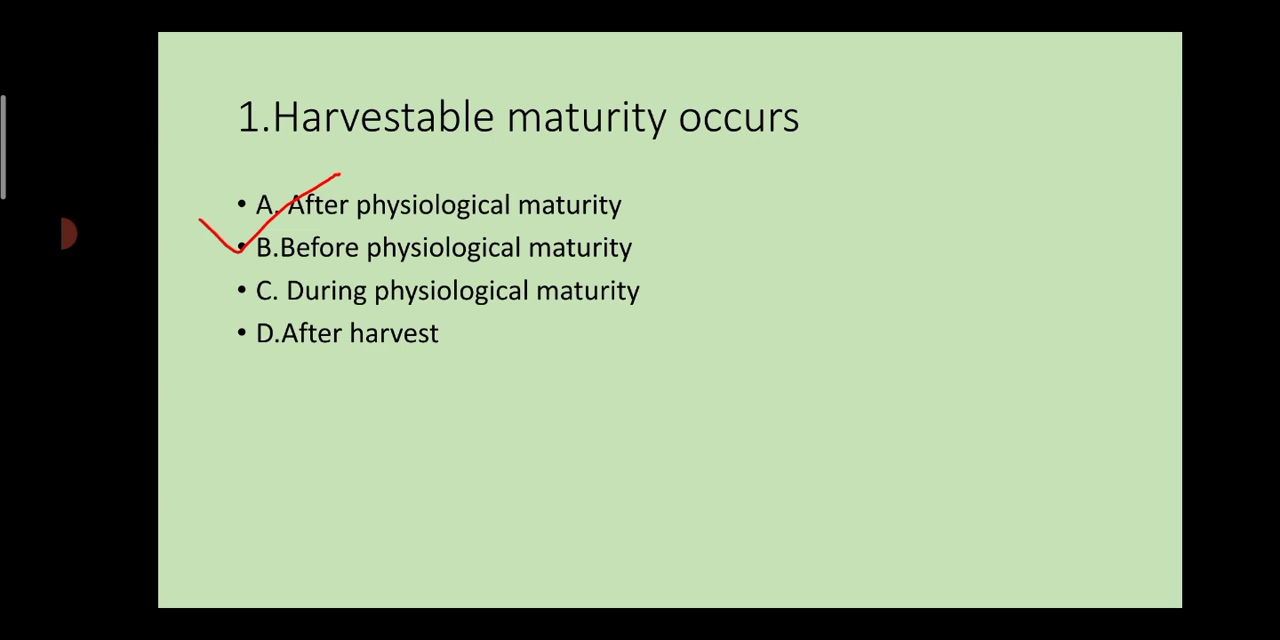 1.Harvestable maturity occurs
• A. After physiological maturity
• B.Before physiological maturity
• C. During physiological maturity
• D.After harvest